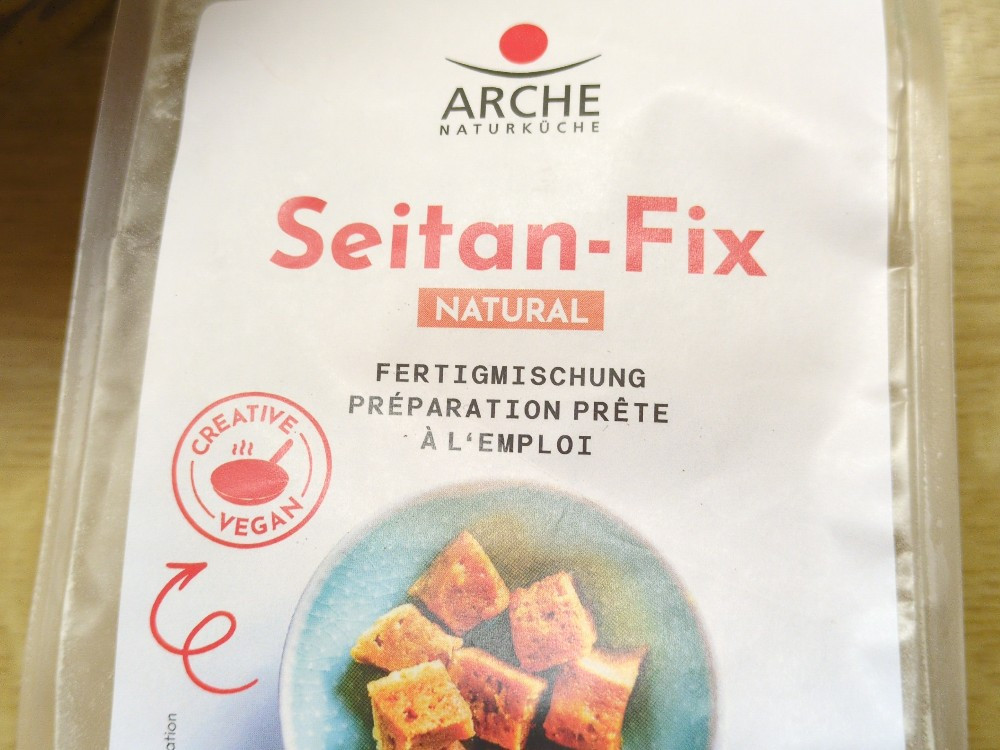 ARCHE
NATURKÜCHE
Seitan-Fix
NATURAL
FERTIGMISCHUNG
PRÉPARATION PRÊTE
À L‘EMPLOI
CREATIVE
VEGAN